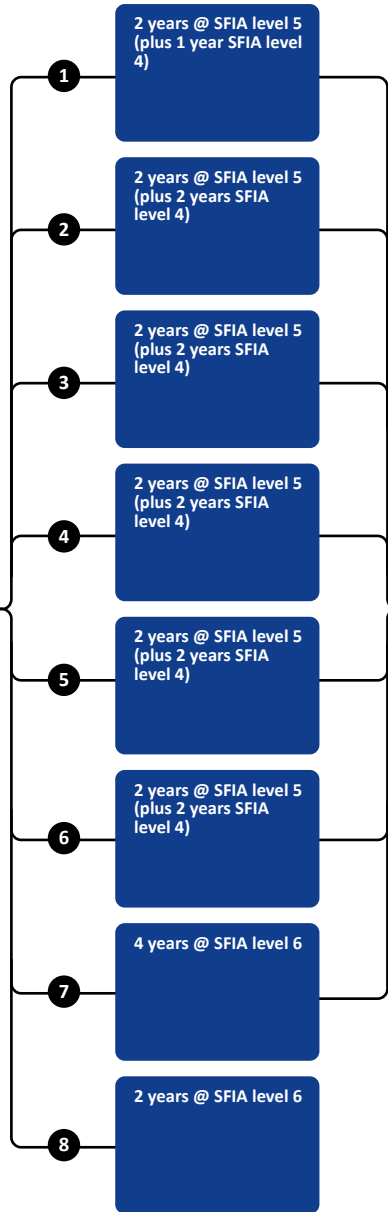 1
2 years @ SFIA level 5
(plus 1 year SFIA level
4)
2
2 years @ SFIA level 5
(plus 2 years SFIA
level 4)
3
2 years @ SFIA level 5
(plus 2 years SFIA
level 4)
4
2 years @ SFIA level 5
(plus 2 years SFIA
level 4)
5
2 years @ SFIA level 5
(plus 2 years SFIA
level 4)
6
2 years @ SFIA level 5
(plus 2 years SFIA
level 4)
7
4 years @ SFIA level 6
8
2 years @ SFIA level 6